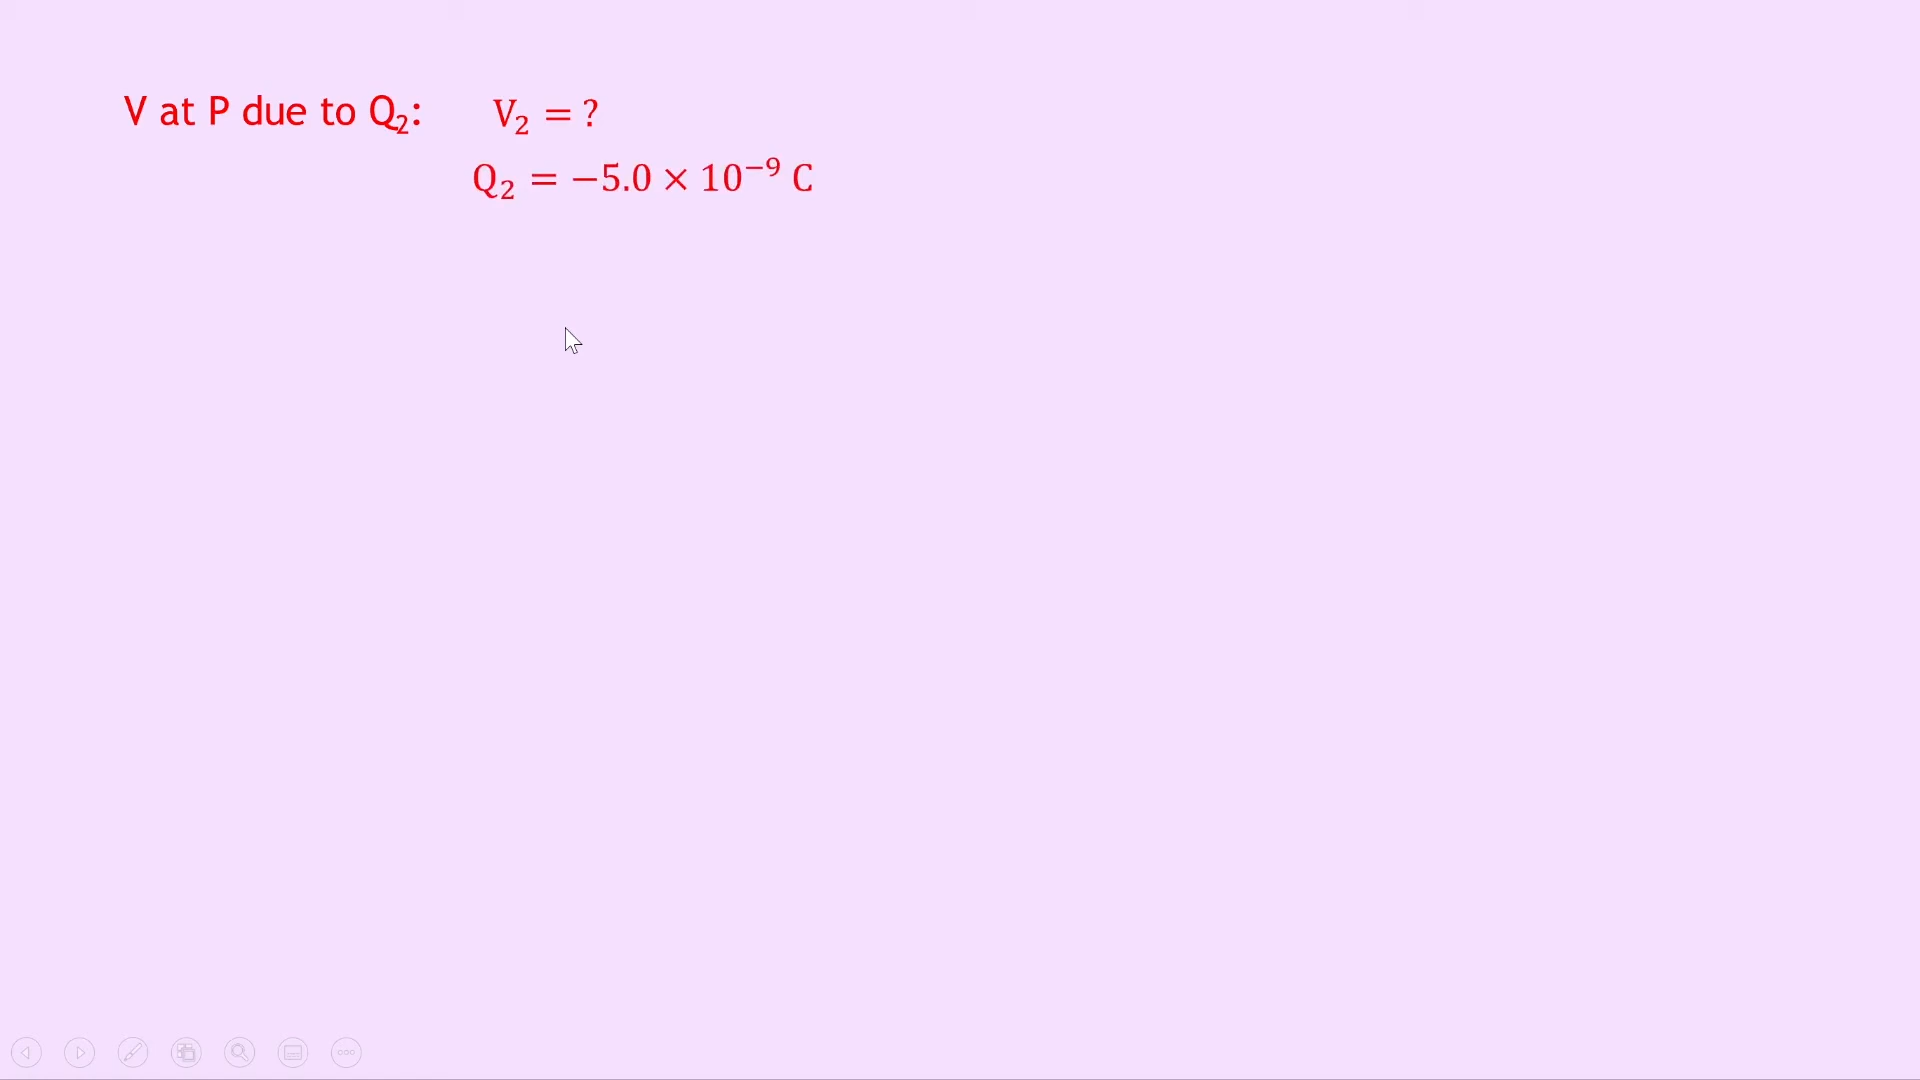 V at P due to Q₂: V₂ = ?
Q₂ = −5.0 × 10⁻⁹ C